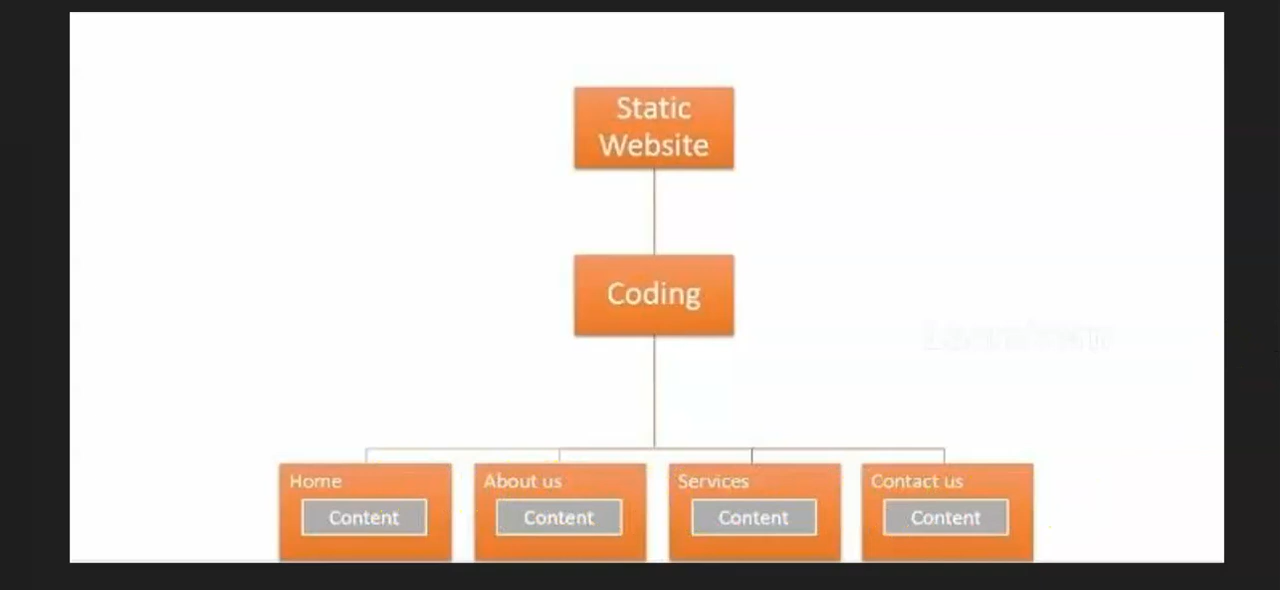 Static
Website
Coding
Home
About us
Services
Contact us
Content
Content
Content
Content